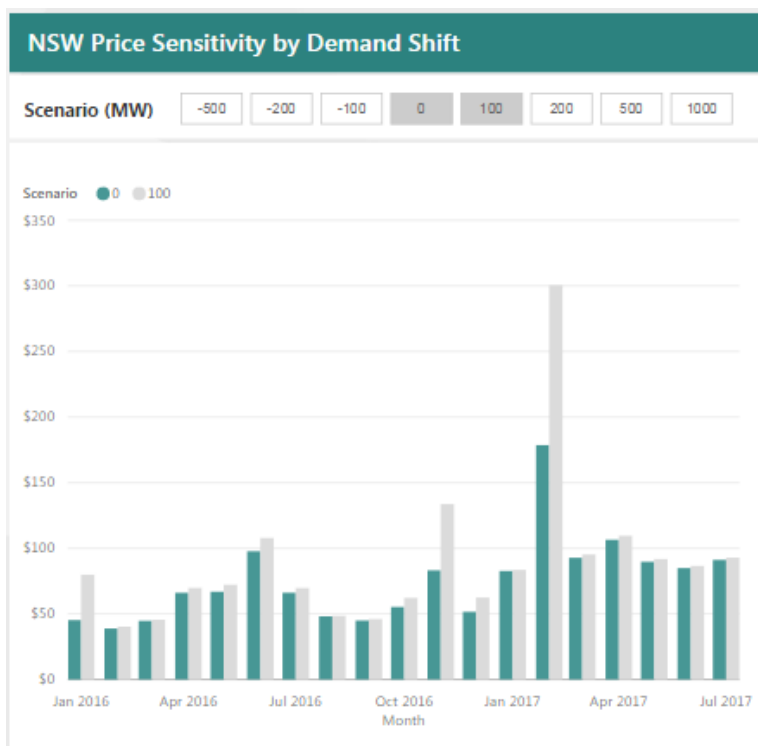 NSW Price Sensitivity by Demand Shift
Scenario (MW) -500 -200 -100 0 100 200 500 1000
Scenario 0 100
$350
$300
$250
$200
$150
$100
$50
$0
Jan 2016 Apr 2016 Jul 2016 Oct 2016 Jan 2017 Apr 2017 Jul 2017
Month